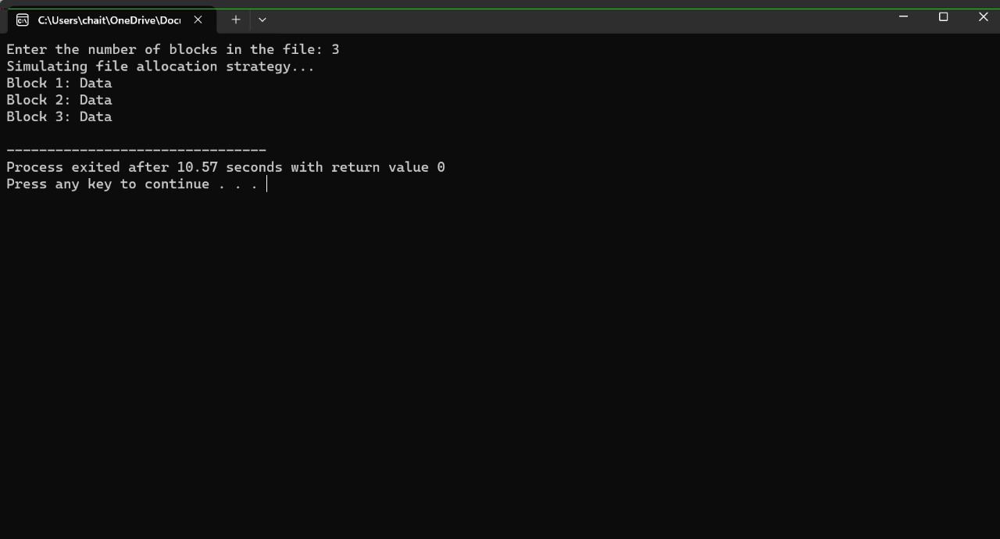 C:\Users\chait\OneDrive\Doc
Enter the number of blocks in the file: 3
Simulating file allocation strategy...
Block 1: Data
Block 2: Data
Block 3: Data
--------------------------------
Process exited after 10.57 seconds with return value 0
Press any key to continue . . .